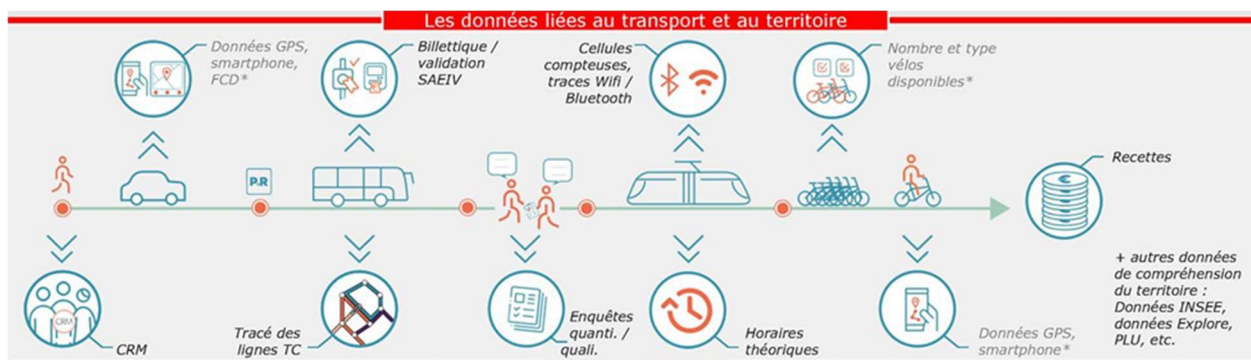 Les données liées au transport et au territoire
Données GPS,
smartphone,
FCD*
Billettique /
validation
SAEIV
Cellules
compteuses,
traces Wifi /
Bluetooth
Nombre et type
vélos
disponibles*
P.R
Recettes
CRM
CRM
Tracé des
lignes TC
Enquêtes
quanti. /
quali.
Horaires
théoriques
Données GPS,
smartphone*
+ autres données
de compréhension
du territoire :
Données INSEE,
données Explore,
PLU, etc.